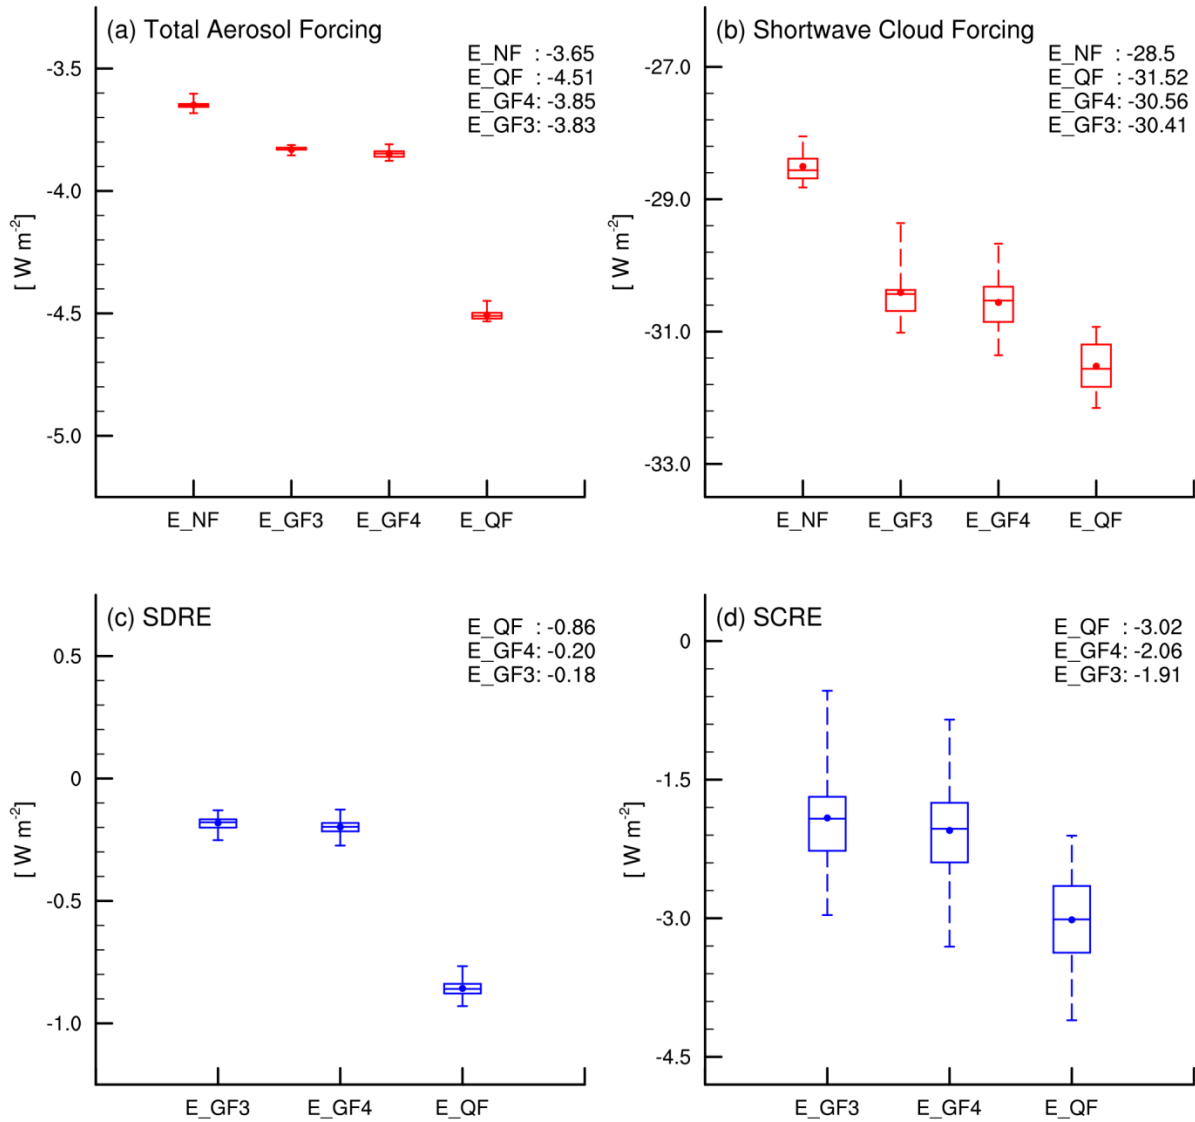 (a) Total Aerosol Forcing
E_NF : -3.65
E_QF : -4.51
E_GF4: -3.85
E_GF3: -3.83
-3.5
-4.0
-4.5
-5.0
[ W m-2]
E_NF E_GF3 E_GF4 E_QF
(b) Shortwave Cloud Forcing
E_NF : -28.5
E_QF : -31.52
E_GF4: -30.56
E_GF3: -30.41
-27.0
-29.0
-31.0
-33.0
[ W m-2]
E_NF E_GF3 E_GF4 E_QF
(c) SDRE
E_QF : -0.86
E_GF4: -0.20
E_GF3: -0.18
0.5
0
-0.5
-1.0
[ W m-2]
E_GF3 E_GF4 E_QF
(d) SCRE
E_QF : -3.02
E_GF4: -2.06
E_GF3: -1.91
0
-1.5
-3.0
-4.5
[ W m-2]
E_GF3 E_GF4 E_QF